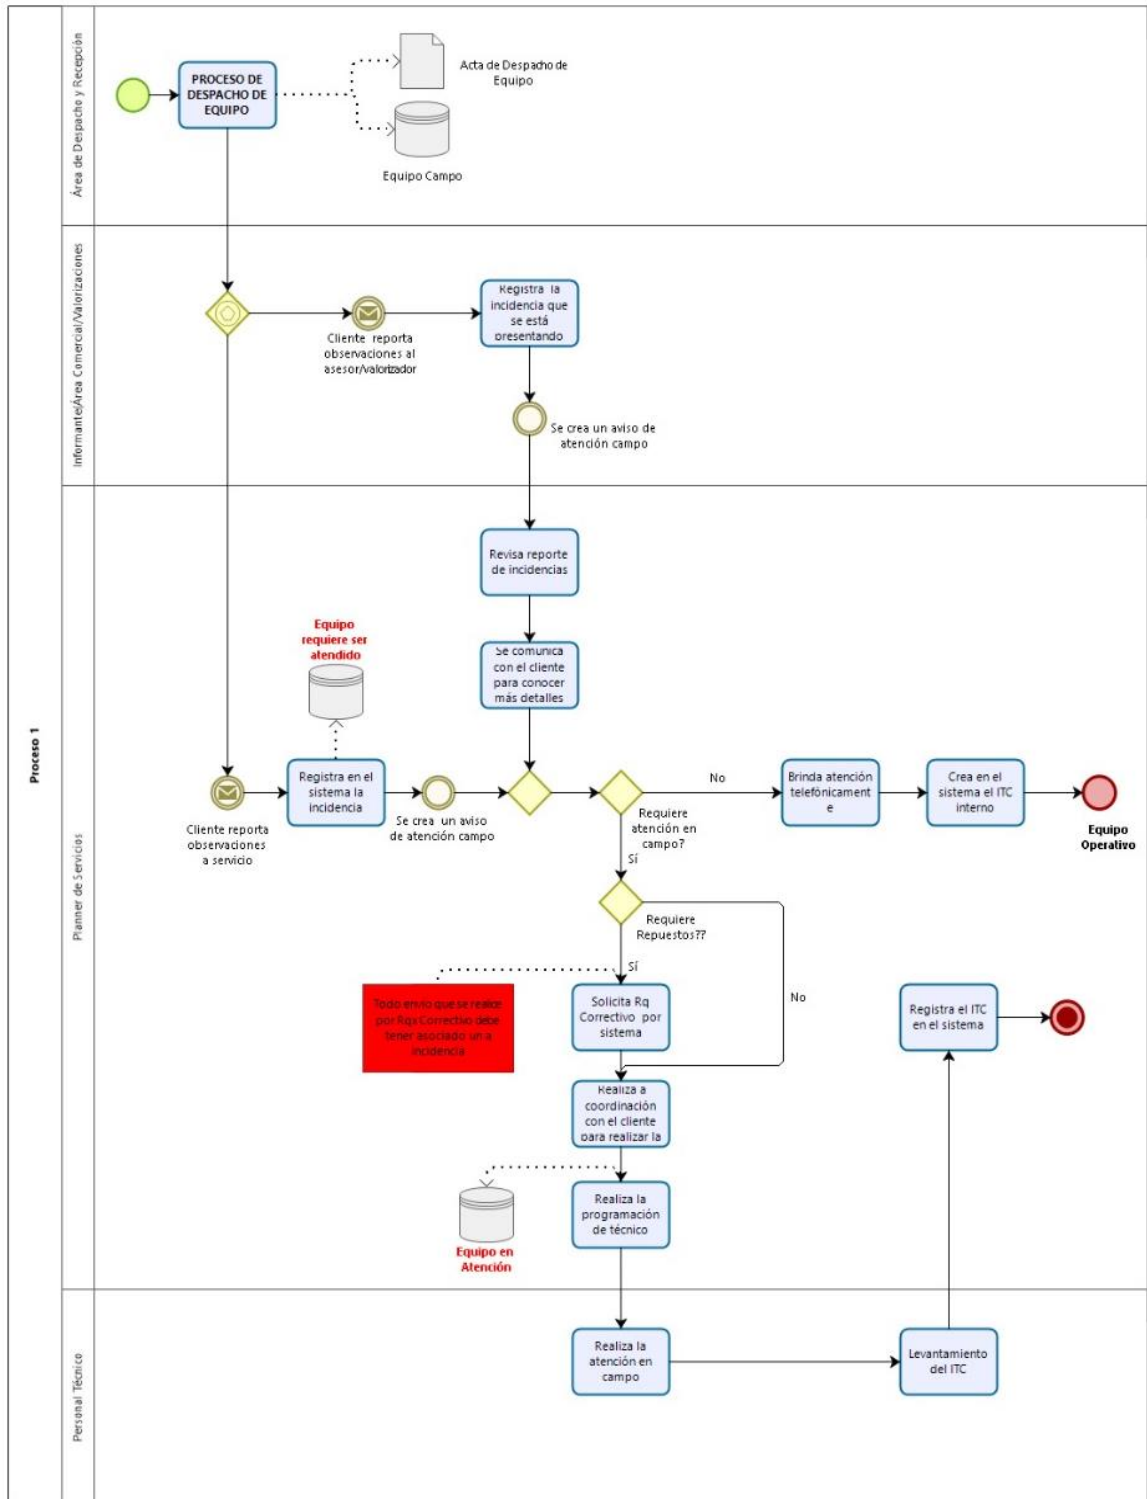 Proceso 1
Área de Despacho y Recepción
PROCESO DE
DESPACHO DE
EQUIPO
Acta de Despacho de
Equipo
Equipo Campo
Informante(Área Comercial/Valorizaciones
Cliente reporta
observaciones al
asesor/valorizador
Registra la
incidencia que
se está
presentando
Se crea un aviso de
atención campo
Planner de Servicios
Revisa reporte
de incidencias
Se comunica
con el cliente
para conocer
más detalles
Equipo
requiere ser
atendido
Cliente reporta
observaciones
a servicio
Registra en el
sistema la
incidencia
Se crea un aviso
de atención campo
Requiere
atención en
campo?
No
Brinda atención
telefónicament
e
Crea en el
sistema el ITC
interno
Equipo
Operativo
Sí
Requiere
Repuestos??
Sí
No
Todo envío que se realice
por Rqs Correctivo debe
tener asociado un a
incidencia
Solicita Rq
Correctivo por
sistema
Registra el ITC
en el sistema
Realiza a
coordinación
con el cliente
para realizar la
Realiza la
programación
de técnico
Equipo en
Atención
Personal Técnico
Realiza la
atención en
campo
Levantamiento
del ITC